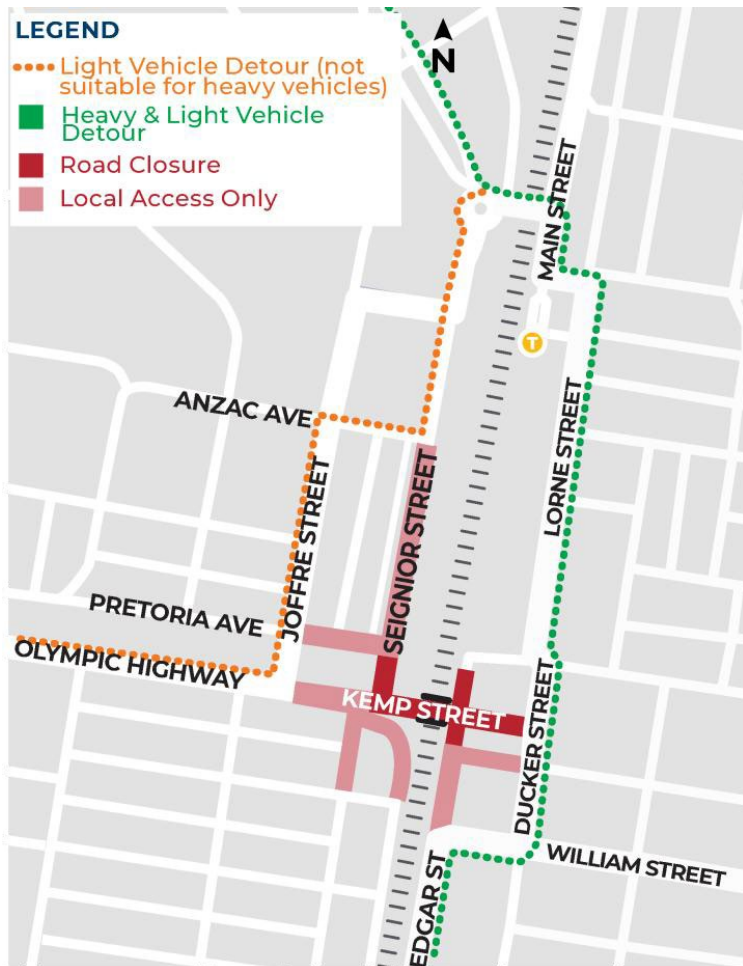 LEGEND
Light Vehicle Detour (not
suitable for heavy vehicles)
Heavy & Light Vehicle
Detour
Road Closure
Local Access Only
N
MAIN STREET
T
ANZAC AVE
LORNE STREET
JOFFRE STREET
SEIGNIOR STREET
PRETORIA AVE
OLYMPIC HIGHWAY
KEMP STREET
DUCKER STREET
WILLIAM STREET
EDGAR ST